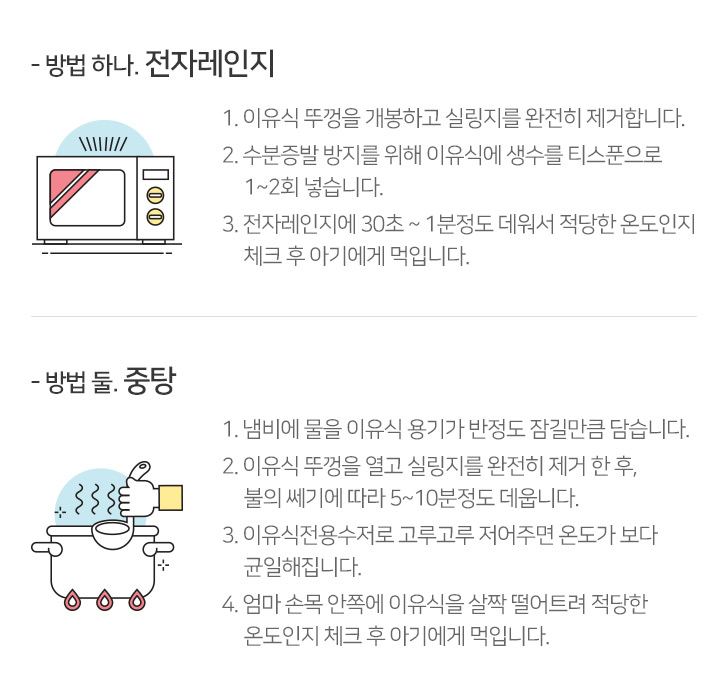 - 방법 하나. 전자레인지
1. 이유식 뚜껑을 개봉하고 실링지를 완전히 제거합니다.
2. 수분증발 방지를 위해 이유식에 생수를 티스푼으로
1~2회 넣습니다.
3. 전자레인지에 30초 ~ 1분정도 데워서 적당한 온도인지
체크 후 아기에게 먹입니다.
- 방법 둘. 중탕
1. 냄비에 물을 이유식 용기가 반정도 잠길만큼 담습니다.
2. 이유식 뚜껑을 열고 실링지를 완전히 제거 한 후,
불의 쎄기에 따라 5~10분정도 데웁니다.
3. 이유식전용수저로 고루고루 저어주면 온도가 보다
균일해집니다.
4. 엄마 손목 안쪽에 이유식을 살짝 떨어트려 적당한
온도인지 체크 후 아기에게 먹입니다.